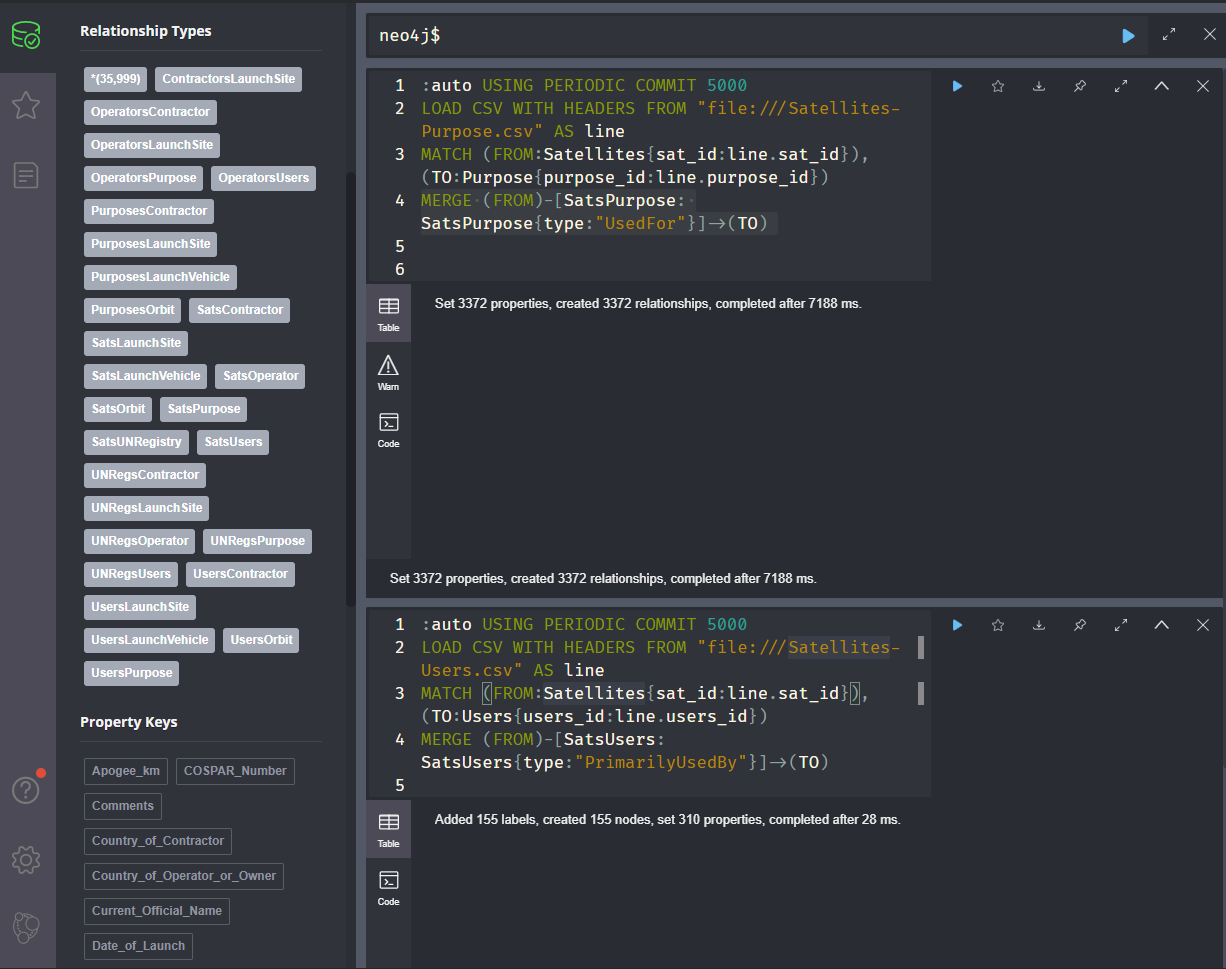 Relationship Types
*(35,999) ContractorsLaunchSite
OperatorsContractor
OperatorsLaunchSite
OperatorsPurpose OperatorsUsers
PurposesContractor
PurposesLaunchSite
PurposesLaunchVehicle
PurposesOrbit SatsContractor
SatsLaunchSite
SatsLaunchVehicle SatsOperator
SatsOrbit SatsPurpose
SatsUNRegistry SatsUsers
UNRegsContractor
UNRegsLaunchSite
UNRegsOperator UNRegsPurpose
UNRegsUsers UsersContractor
UsersLaunchSite
UsersLaunchVehicle UsersOrbit
UsersPurpose
Property Keys
Apogee_km COSPAR_Number
Comments
Country_of_Contractor
Country_of_Operator_or_Owner
Current_Official_Name
Date_of_Launch
neo4j$
1 :auto USING PERIODIC COMMIT 5000
2 LOAD CSV WITH HEADERS FROM "file:///Satellites-
Purpose.csv" AS line
3 MATCH (FROM:Satellites{sat_id:line.sat_id}),
(TO:Purpose{purpose_id:line.purpose_id})
4 MERGE (FROM)-[SatsPurpose:
SatsPurpose{type:"UsedFor"}]->(TO)
5
6
Table
Set 3372 properties, created 3372 relationships, completed after 7188 ms.
Warn
Code
Set 3372 properties, created 3372 relationships, completed after 7188 ms.
1 :auto USING PERIODIC COMMIT 5000
2 LOAD CSV WITH HEADERS FROM "file:///Satellites-
Users.csv" AS line
3 MATCH (FROM:Satellites{sat_id:line.sat_id}),
(TO:Users{users_id:line.users_id})
4 MERGE (FROM)-[SatsUsers:
SatsUsers{type:"PrimarilyUsedBy"}]->(TO)
5
Table
Added 155 labels, created 155 nodes, set 310 properties, completed after 28 ms.
Code